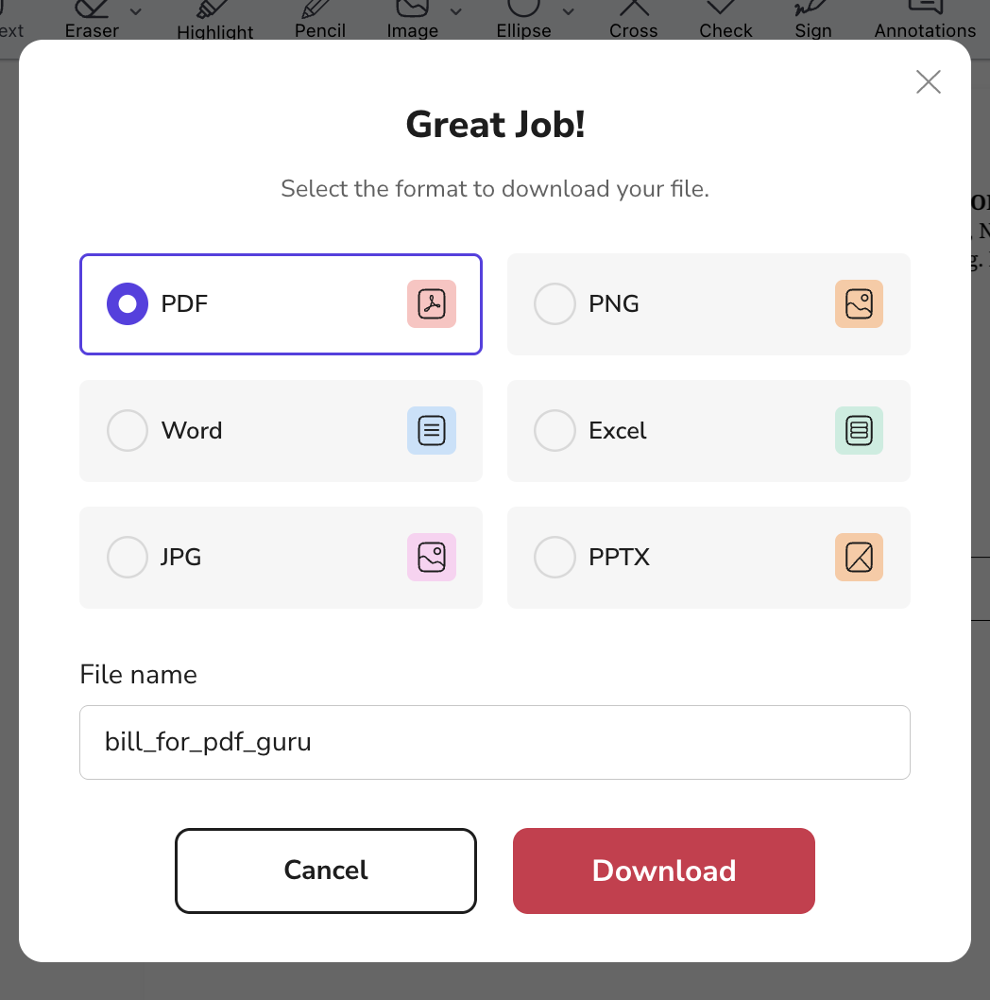 Eraser Highlight Pencil Image Ellipse Cross Check Sign Annotations
Great Job!
Select the format to download your file.
PDF
PNG
Word
Excel
JPG
PPTX
File name
bill_for_pdf_guru
Cancel
Download